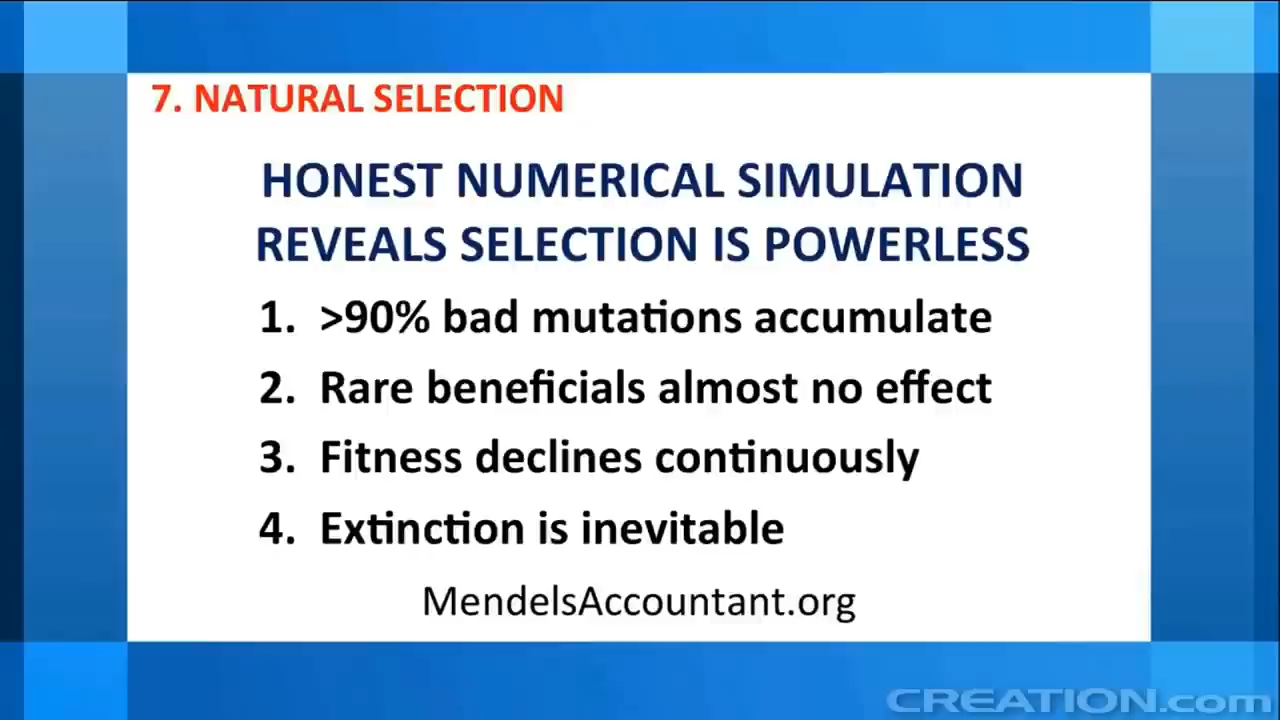 7. NATURAL SELECTION
HONEST NUMERICAL SIMULATION
REVEALS SELECTION IS POWERLESS
1. >90% bad mutations accumulate
2. Rare beneficials almost no effect
3. Fitness declines continuously
4. Extinction is inevitable
MendelsAccountant.org
CREATION.com